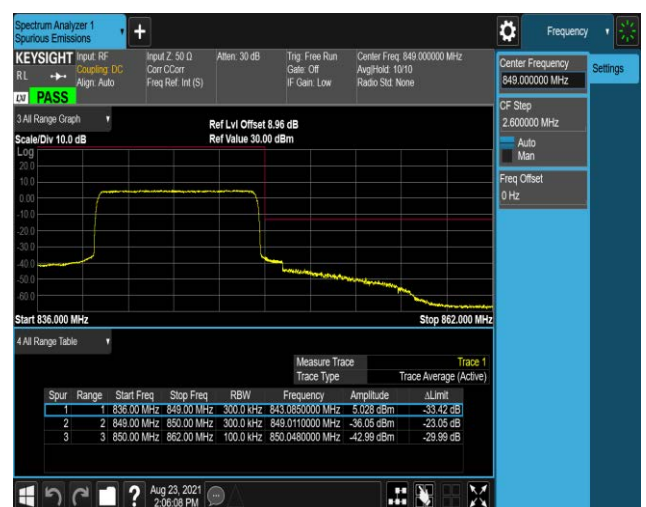 Spectrum Analyzer 1
Spurious Emissions
+
Frequency
KEYSIGHT Input: RF Input Z: 50 Ω Atten: 30 dB Trig: Free Run Center Freq: 849.000000 MHz
RL Coupling: DC Corr CCorr Gate: Off Avg|Hold: 10/10
Align: Auto Freq Ref: Int (S) IF Gain: Low Radio Std: None
LXI PASS
Center Frequency
849.000000 MHz
Settings
CF Step
2.600000 MHz
Auto
Man
Freq Offset
0 Hz
3 All Range Graph
Ref Lvl Offset 8.96 dB
Scale/Div 10.0 dB Ref Value 30.00 dBm
Log
20.0
10.0
0.00
-10.0
-20.0
-30.0
-40.0
-50.0
-60.0
Start 836.000 MHz Stop 862.000 MHz
4 All Range Table
Measure Trace Trace 1
Trace Type Trace Average (Active)
Spur Range Start Freq Stop Freq RBW Frequency Amplitude ΔLimit
1 1 836.00 MHz 849.00 MHz 300.0 kHz 843.0850000 MHz 5.028 dBm -33.42 dB
2 2 849.00 MHz 850.00 MHz 300.0 kHz 849.0110000 MHz -36.05 dBm -23.05 dB
3 3 850.00 MHz 862.00 MHz 100.0 kHz 850.0480000 MHz -42.99 dBm -29.99 dB
? Aug 23, 2021
2:06:08 PM